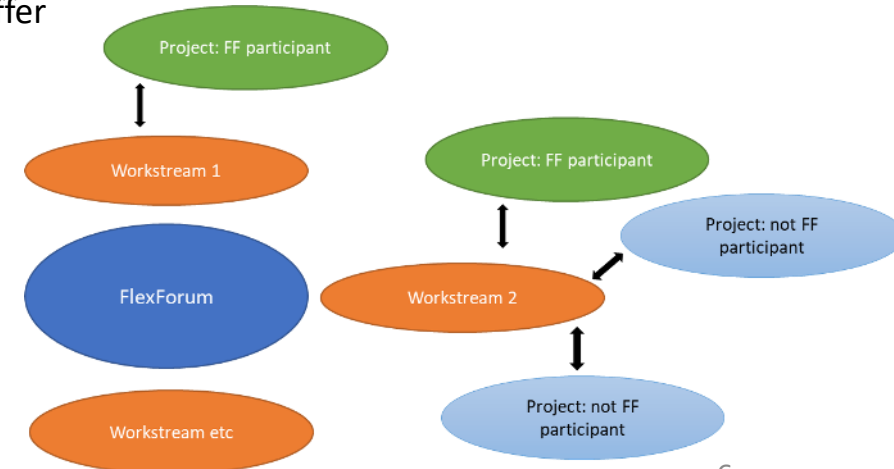 ffer
Project: FF participant
Workstream 1
Project: FF participant
Project: not FF
participant
FlexForum
Workstream 2
Project: not FF
participant
Workstream etc